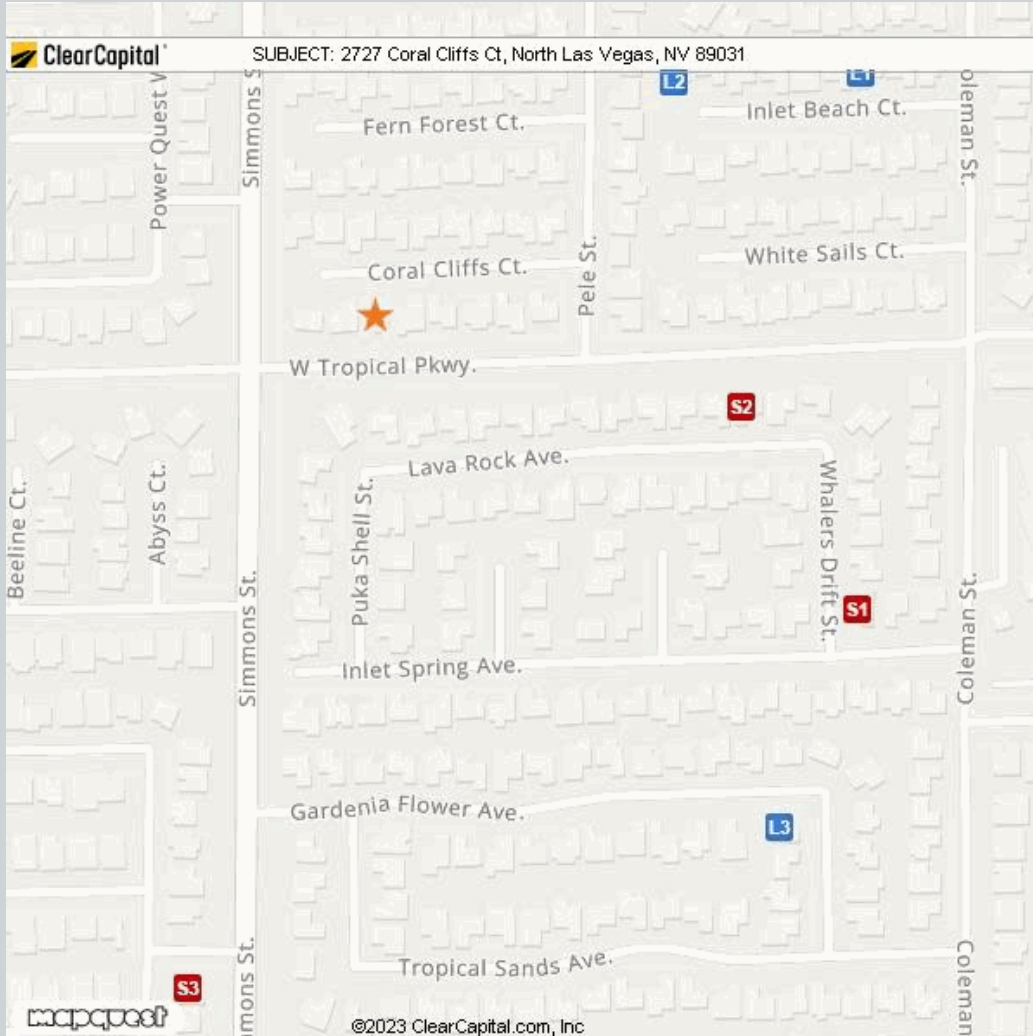 ClearCapital
SUBJECT: 2727 Coral Cliffs Ct, North Las Vegas, NV 89031
Power Quest
Simmons
L2
L1
Inlet Beach Ct.
oleman St.
Fern Forest Ct.
Pele St.
White Sails Ct.
Coral Cliffs Ct.
W Tropical Pkwy.
S2
Lava Rock Ave.
Beeline Ct.
Abyss Ct.
Puka Shell St.
Whalers Drift St.
S1
Simmons St.
Coleman St.
Inlet Spring Ave.
Gardenia Flower Ave.
L3
Tropical Sands Ave.
mmons St.
Coleman
S3
mapquest
©2023 ClearCapital.com, Inc